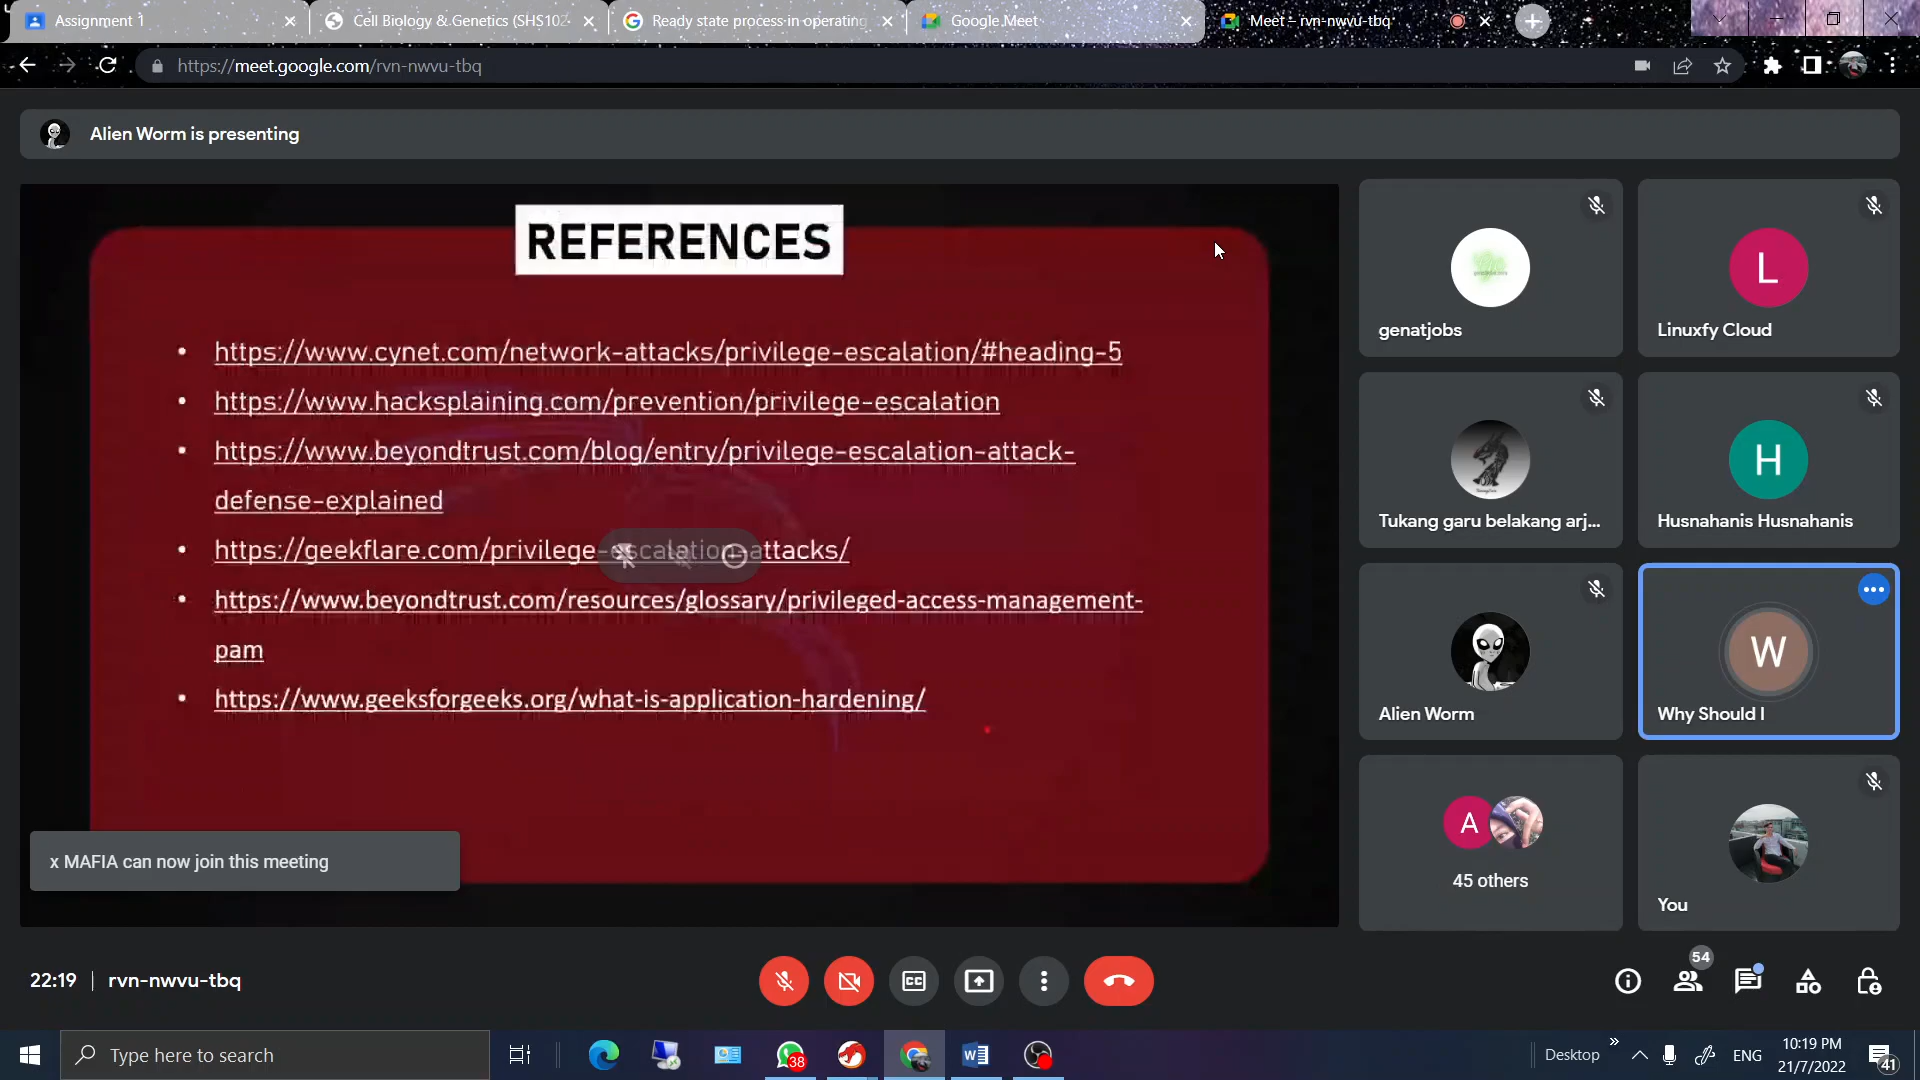 Assignment 1
Cell Biology & Genetics (SHS102
Ready state process in operating
Google Meet
Meet – rvn-nwvu-tbq
https://meet.google.com/rvn-nwvu-tbq
Alien Worm is presenting
REFERENCES
• https://www.cynet.com/network-attacks/privilege-escalation/#heading-5
• https://www.hacksplaining.com/prevention/privilege-escalation
• https://www.beyondtrust.com/blog/entry/privilege-escalation-attack-
defense-explained
• https://geekflare.com/privilege-escalation-attacks/
• https://www.beyondtrust.com/resources/glossary/privileged-access-management-
pam
• https://www.geeksforgeeks.org/what-is-application-hardening/
x MAFIA can now join this meeting
genatjobs
L
Linuxfy Cloud
Tukang garu belakang arj...
H
Husnahanis Husnahanis
Alien Worm
W
Why Should I
A
45 others
You
22:19 | rvn-nwvu-tbq
CC
54
Type here to search
38
Desktop
ENG
10:19 PM
21/7/2022
41